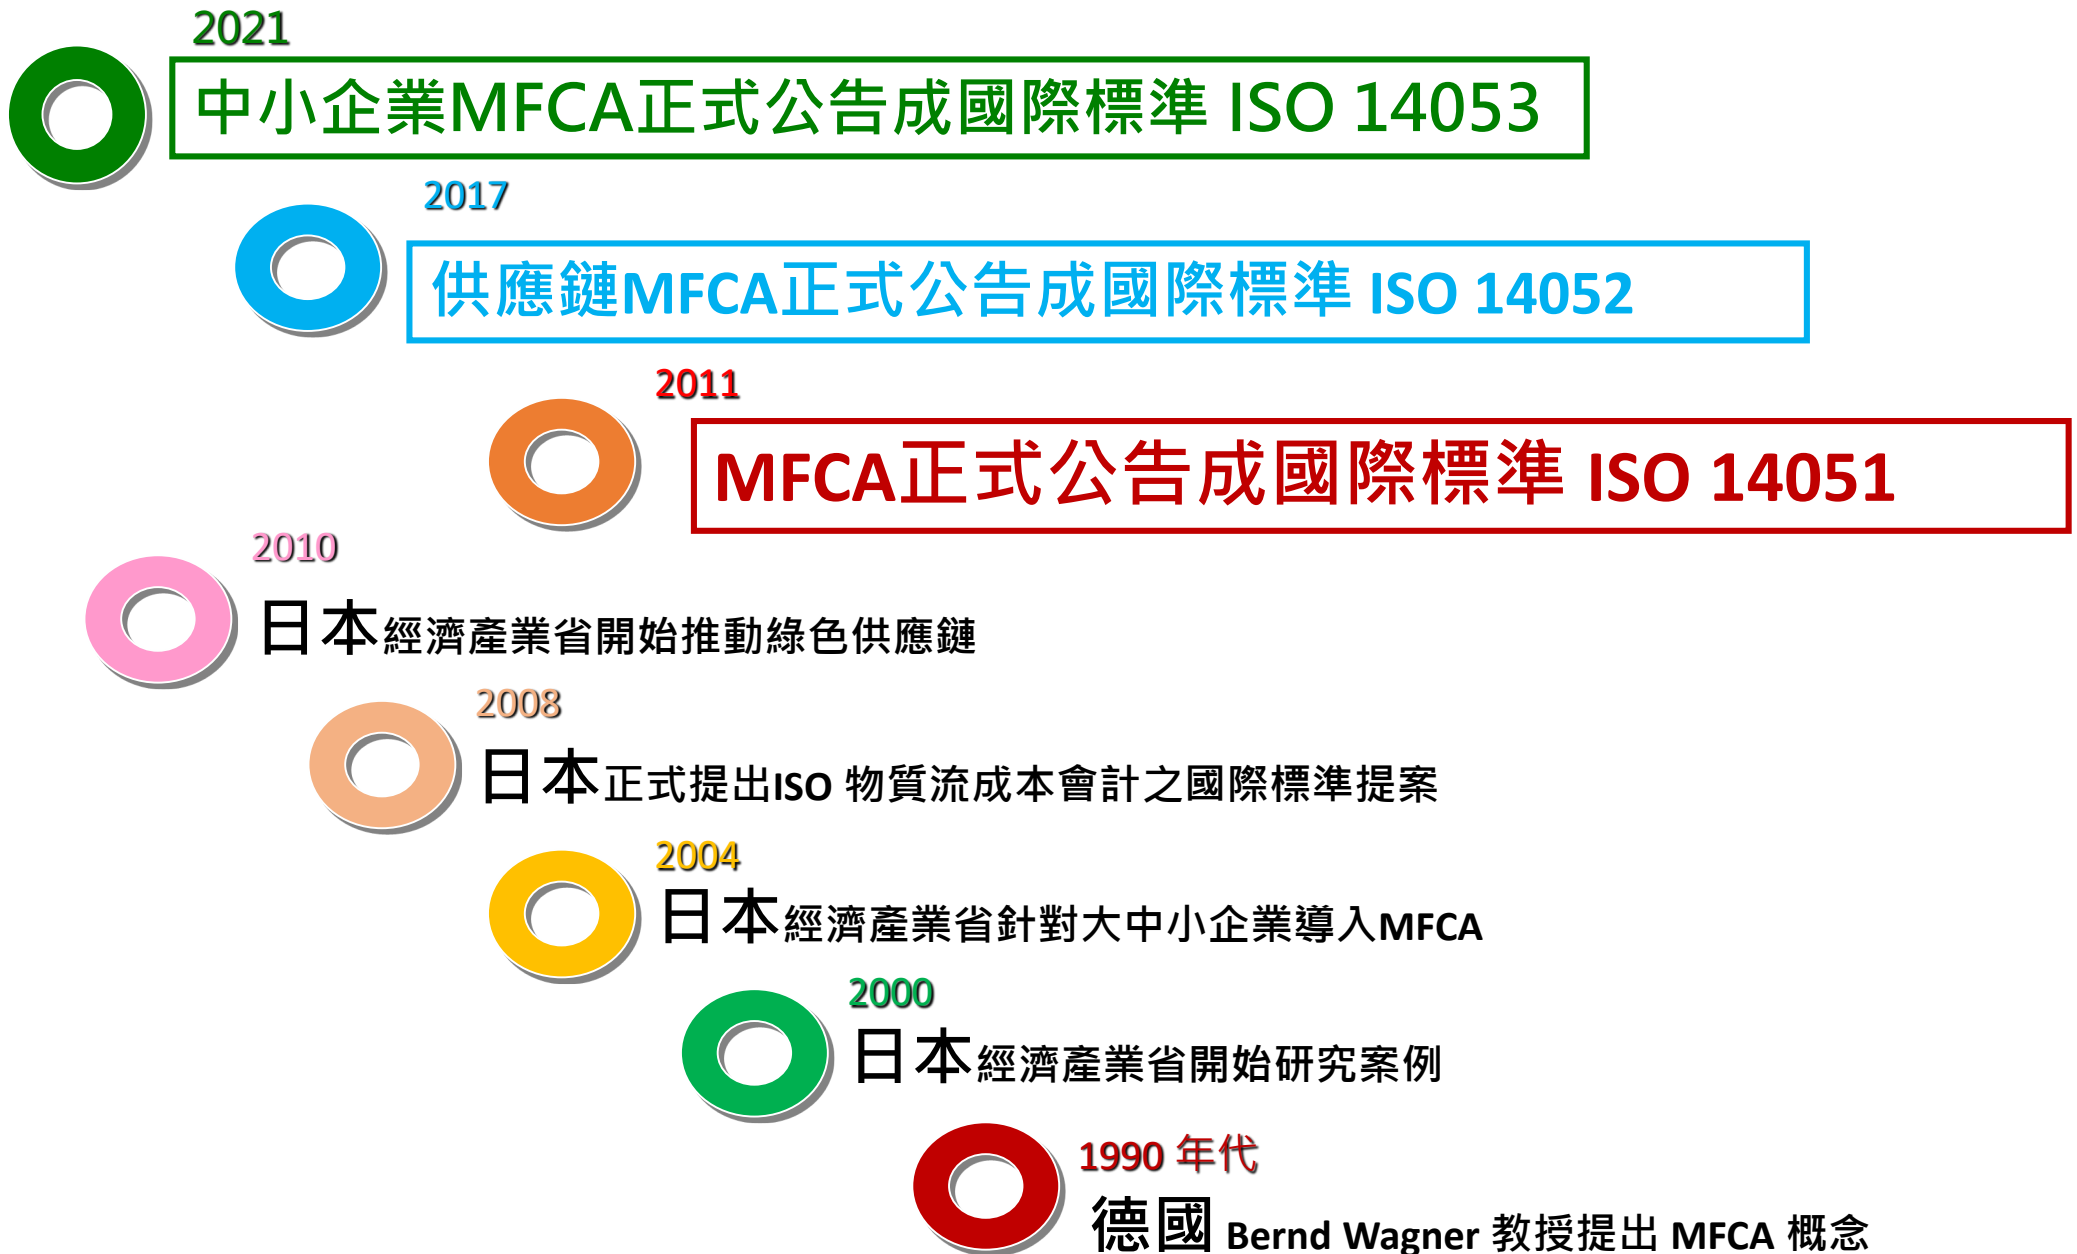 2021
中小企業MFCA正式公告成國際標準 ISO 14053
2017
供應鏈MFCA正式公告成國際標準 ISO 14052
2011
MFCA正式公告成國際標準 ISO 14051
2010
日本經濟產業省開始推動綠色供應鏈
2008
日本正式提出ISO 物質流成本會計之國際標準提案
2004
日本經濟產業省針對大中小企業導入MFCA
2000
日本經濟產業省開始研究案例
1990 年代
德國 Bernd Wagner 教授提出 MFCA 概念